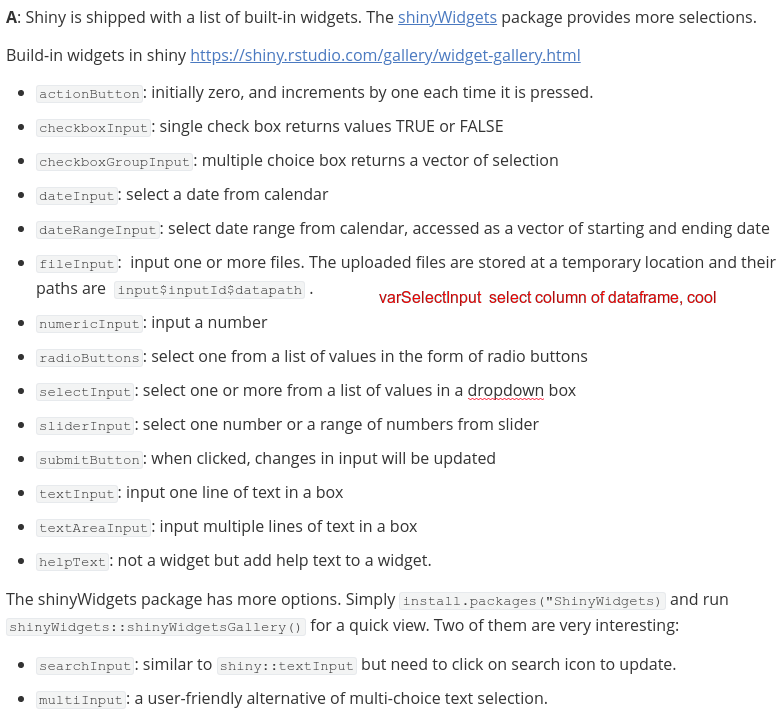 A: Shiny is shipped with a list of built-in widgets. The shinyWidgets package provides more selections.
Build-in widgets in shiny https://shiny.rstudio.com/gallery/widget-gallery.html
• actionButton: initially zero, and increments by one each time it is pressed.
• checkboxInput: single check box returns values TRUE or FALSE
• checkboxGroupInput: multiple choice box returns a vector of selection
• dateInput: select a date from calendar
• dateRangeInput: select date range from calendar, accessed as a vector of starting and ending date
• fileInput: input one or more files. The uploaded files are stored at a temporary location and their
paths are input$inputId$datapath .
varSelectInput select column of dataframe, cool
• numericInput: input a number
• radioButtons: select one from a list of values in the form of radio buttons
• selectInput: select one or more from a list of values in a dropdown box
• sliderInput: select one number or a range of numbers from slider
• submitButton: when clicked, changes in input will be updated
• textInput: input one line of text in a box
• textAreaInput: input multiple lines of text in a box
• helpText: not a widget but add help text to a widget.
The shinyWidgets package has more options. Simply install.packages("ShinyWidgets) and run
shinyWidgets::shinyWidgetsGallery() for a quick view. Two of them are very interesting:
• searchInput: similar to shiny::textInput but need to click on search icon to update.
• multiInput: a user-friendly alternative of multi-choice text selection.